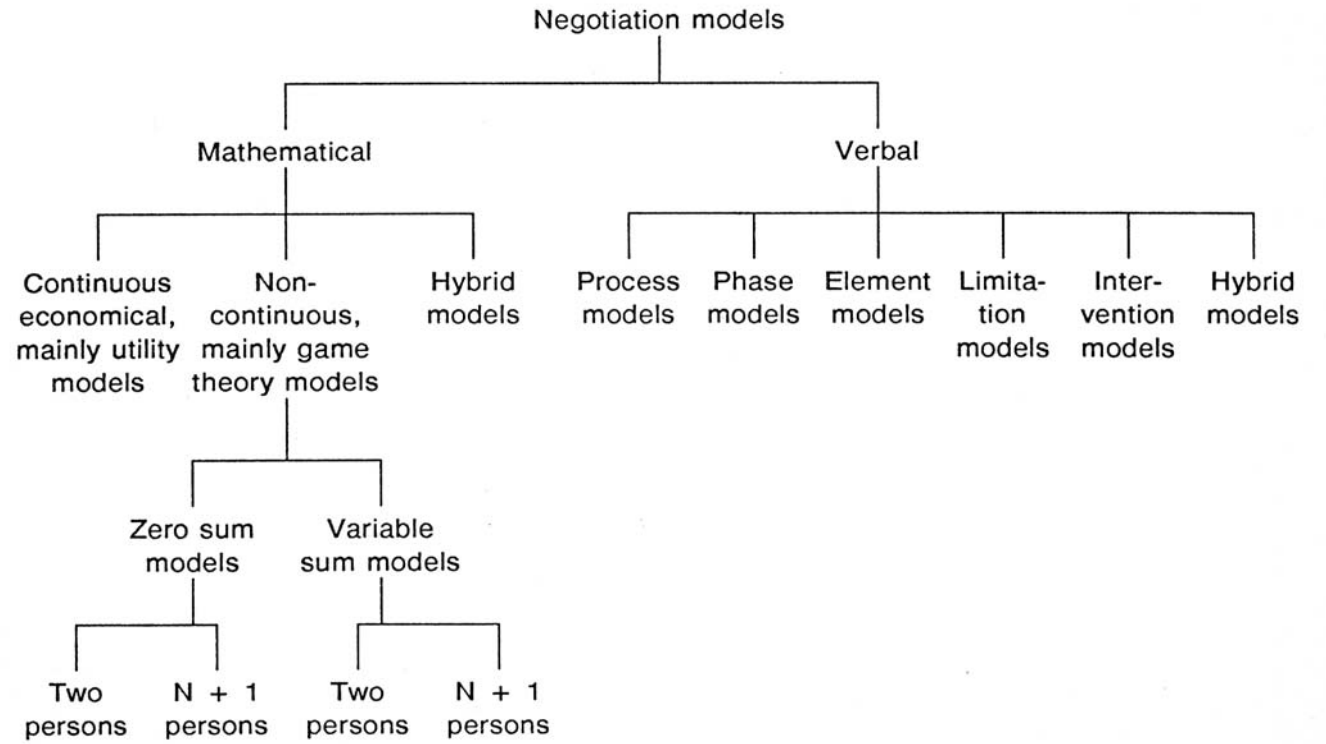 Negotiation models
Mathematical
Verbal
Continuous
economical,
mainly utility
models
Non-
continuous,
mainly game
theory models
Hybrid
models
Process
models
Phase
models
Element
models
Limita-
tion
models
Inter-
vention
models
Hybrid
models
Zero sum
models
Variable
sum models
Two
persons
N + 1
persons
Two
persons
N + 1
persons